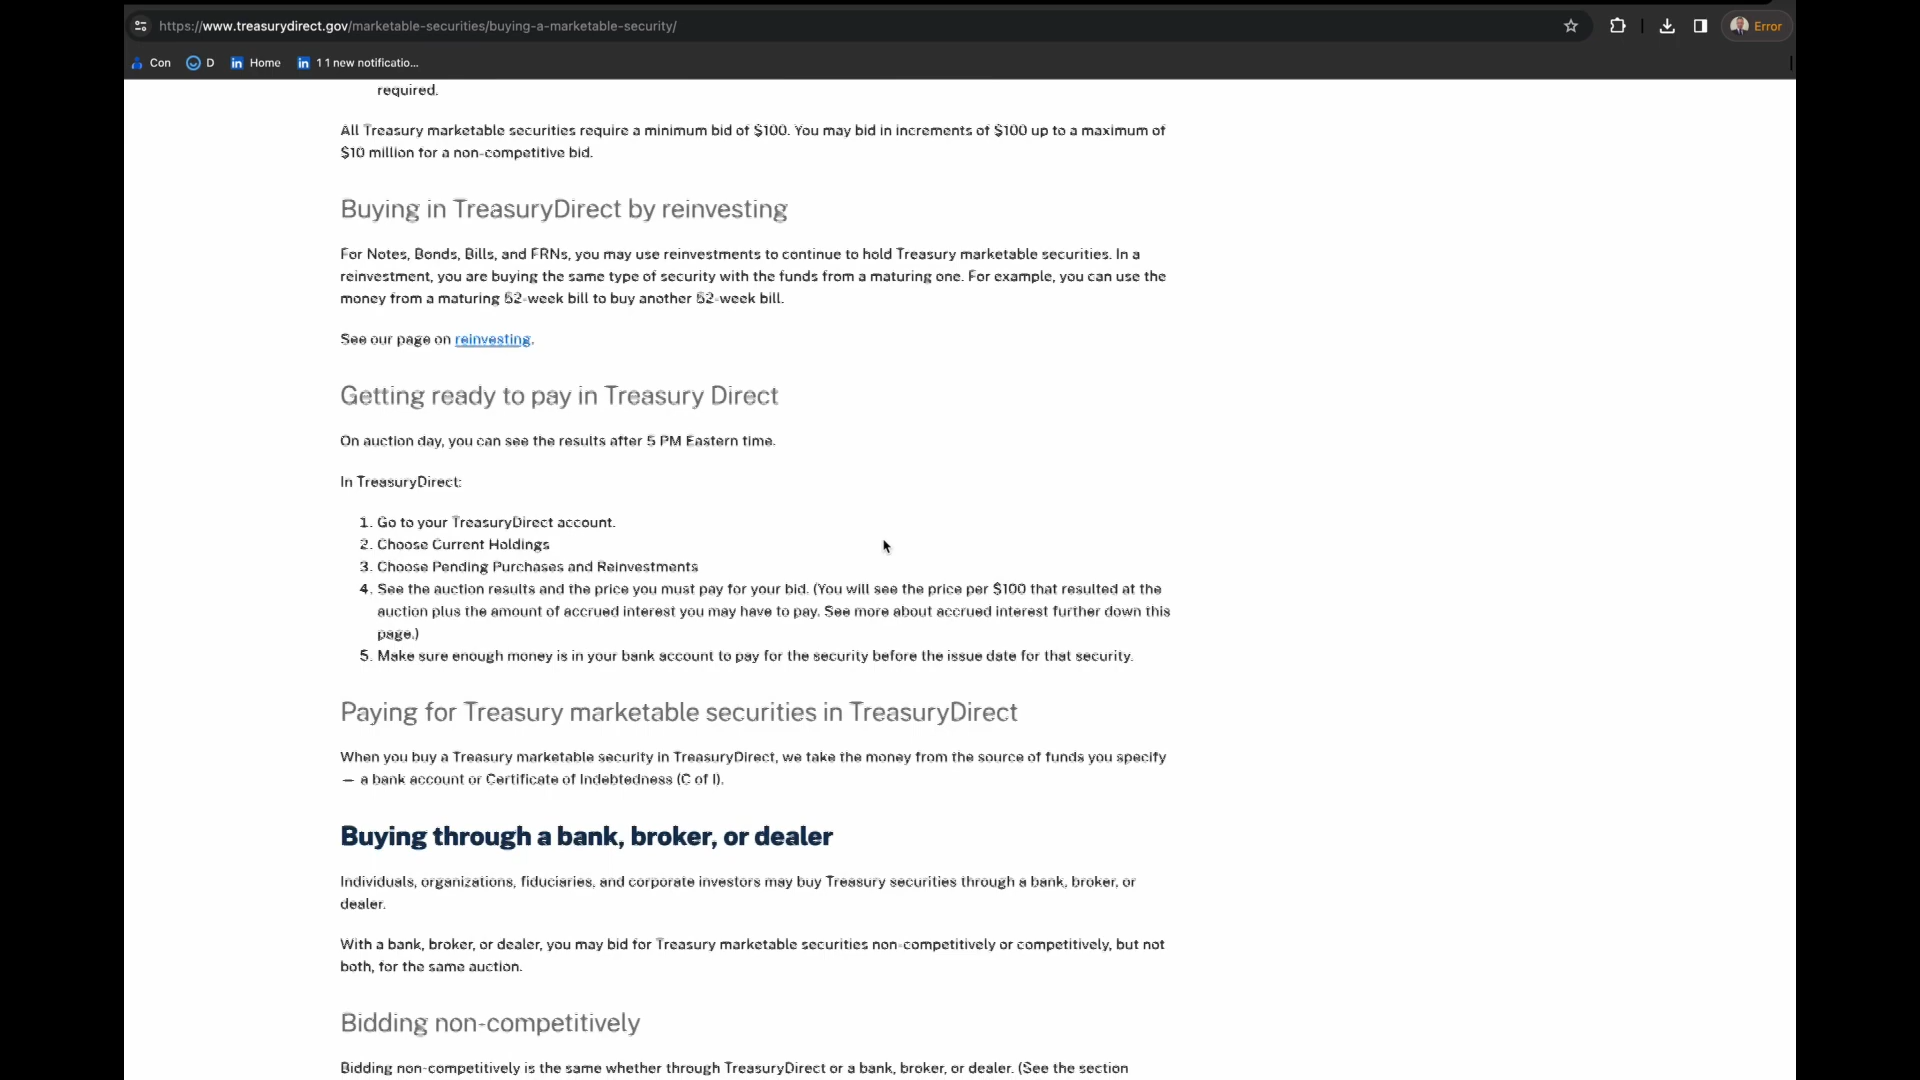 https://www.treasurydirect.gov/marketable-securities/buying-a-marketable-security/
Error
Con
D
Home
1 1 new notificatio...
required.
All Treasury marketable securities require a minimum bid of $100. You may bid in increments of $100 up to a maximum of
$10 million for a non-competitive bid.
Buying in TreasuryDirect by reinvesting
For Notes, Bonds, Bills, and FRNs, you may use reinvestments to continue to hold Treasury marketable securities. In a
reinvestment, you are buying the same type of security with the funds from a maturing one. For example, you can use the
money from a maturing 52-week bill to buy another 52-week bill.
See our page on reinvesting.
Getting ready to pay in Treasury Direct
On auction day, you can see the results after 5 PM Eastern time.
In TreasuryDirect:
1. Go to your TreasuryDirect account.
2. Choose Current Holdings
3. Choose Pending Purchases and Reinvestments
4. See the auction results and the price you must pay for your bid. (You will see the price per $100 that resulted at the
auction plus the amount of accrued interest you may have to pay. See more about accrued interest further down this
page.)
5. Make sure enough money is in your bank account to pay for the security before the issue date for that security.
Paying for Treasury marketable securities in TreasuryDirect
When you buy a Treasury marketable security in TreasuryDirect, we take the money from the source of funds you specify
— a bank account or Certificate of Indebtedness (C of I).
Buying through a bank, broker, or dealer
Individuals, organizations, fiduciaries, and corporate investors may buy Treasury securities through a bank, broker, or
dealer.
With a bank, broker, or dealer, you may bid for Treasury marketable securities non-competitively or competitively, but not
both, for the same auction.
Bidding non-competitively
Bidding non-competitively is the same whether through TreasuryDirect or a bank, broker, or dealer. (See the section